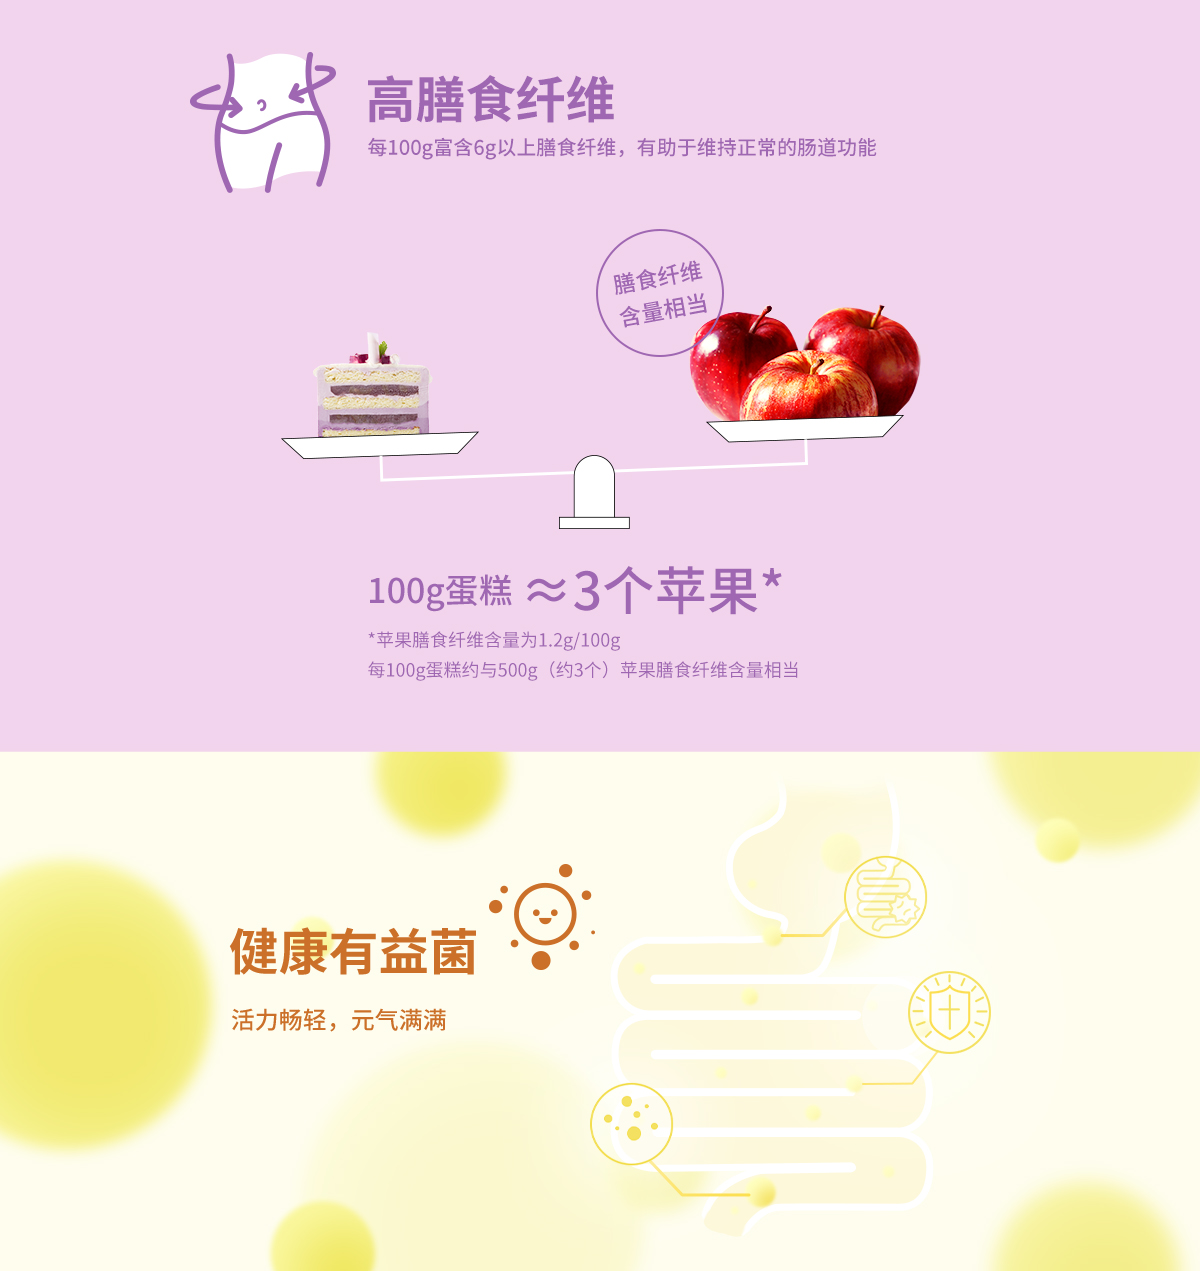 高膳食纤维
每100g富含6g以上膳食纤维，有助于维持正常的肠道功能
膳食纤维
含量相当
100g蛋糕 ≈3个苹果*
*苹果膳食纤维含量为1.2g/100g
每100g蛋糕约与500g（约3个）苹果膳食纤维含量相当
健康有益菌
活力畅轻，元气满满